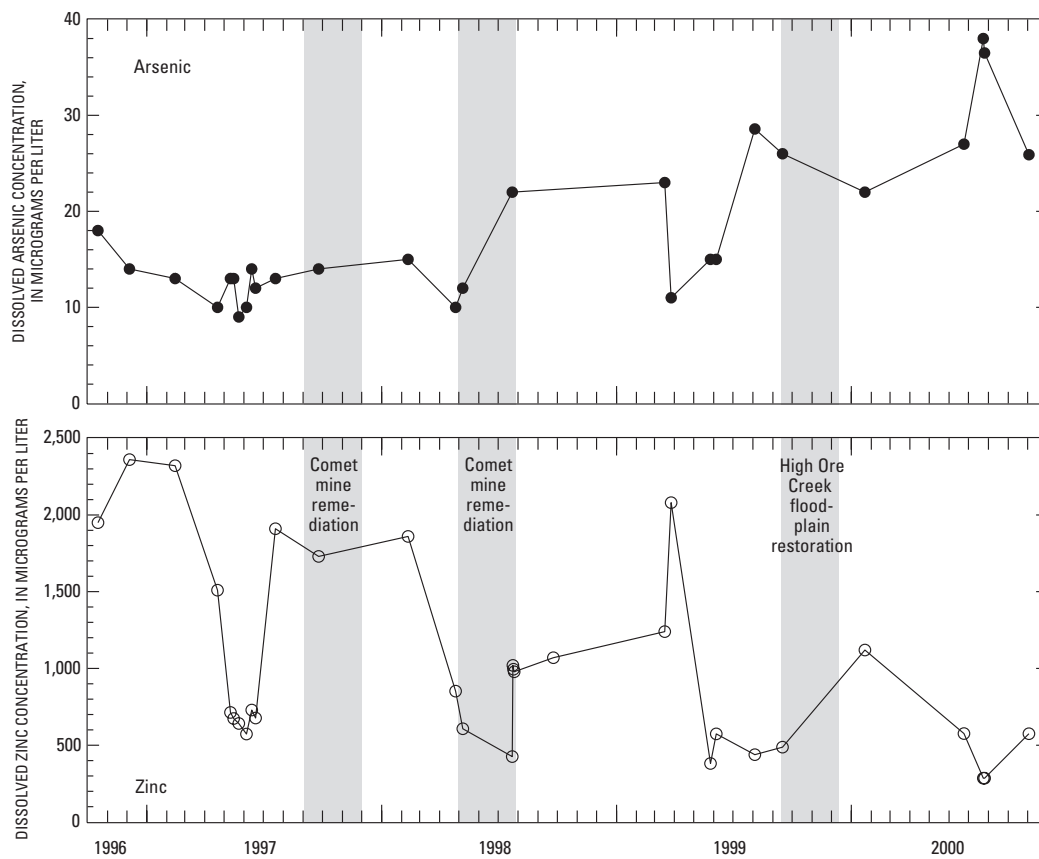 DISSOLVED ARSENIC CONCENTRATION,
IN MICROGRAMS PER LITER
40
30
20
10
0
Arsenic
DISSOLVED ZINC CONCENTRATION, IN MICROGRAMS PER LITER
2,500
2,000
1,500
1,000
500
0
Comet
mine
reme-
diation
Comet
mine
reme-
diation
High Ore
Creek
flood-
plain
restoration
Zinc
1996 1997 1998 1999 2000